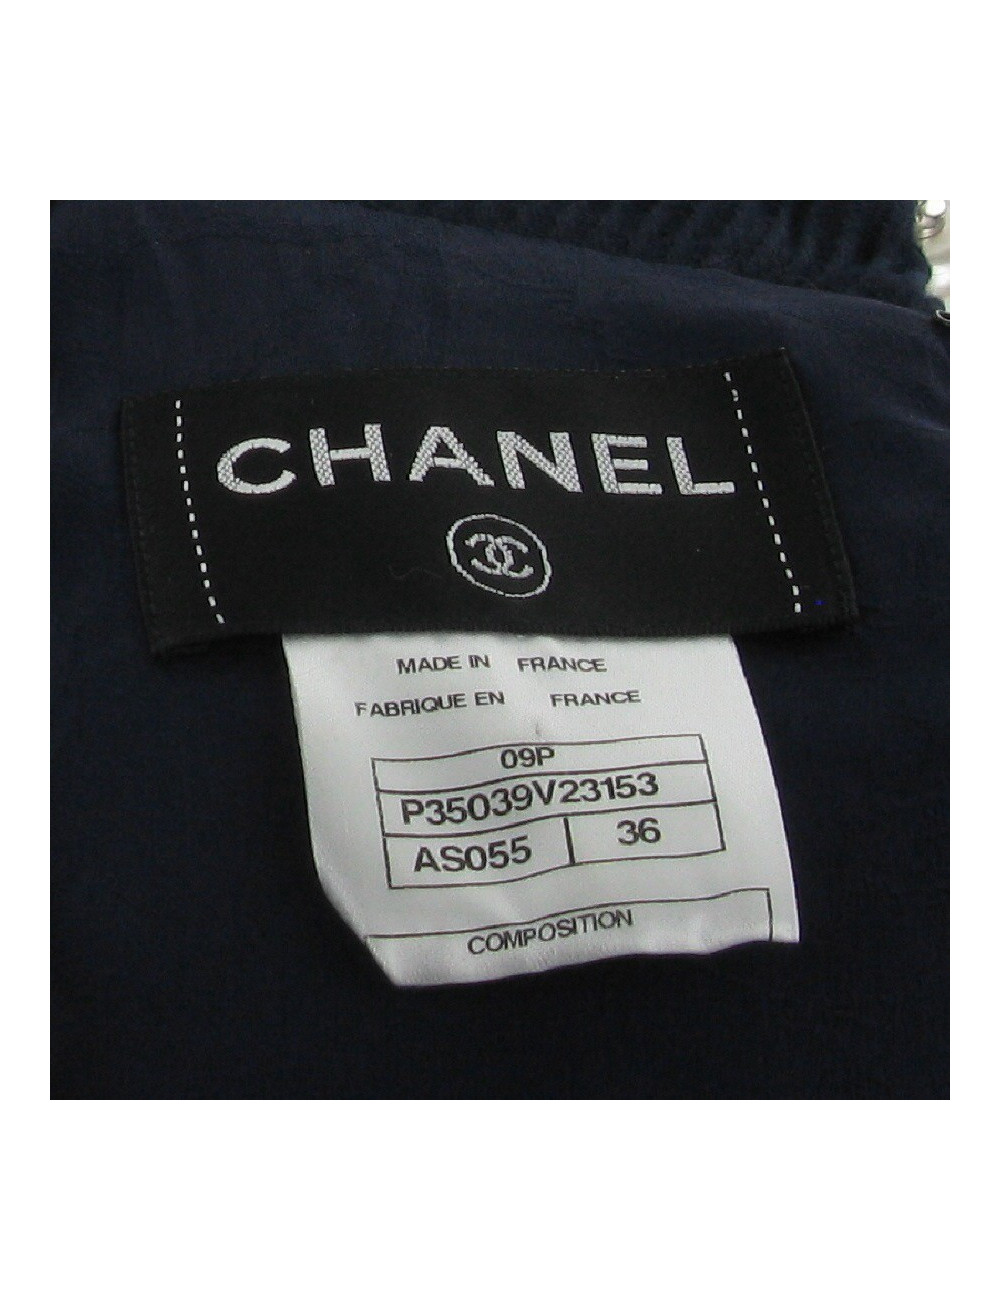 CHANEL
MADE IN FRANCE
FABRIQUE EN FRANCE
09P
P35039V23153
AS055 36
COMPOSITION